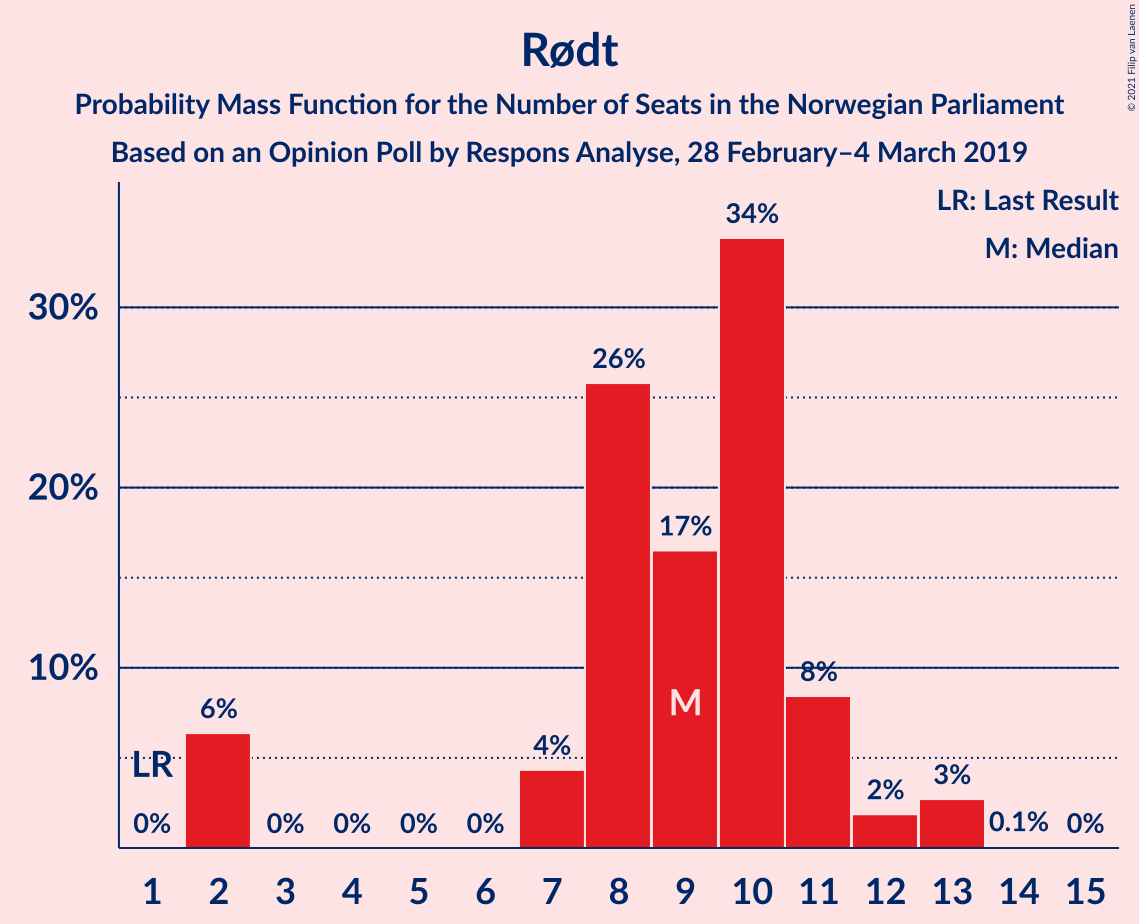 © 2021 Filip van Laenen
Rødt
Probability Mass Function for the Number of Seats in the Norwegian Parliament
Based on an Opinion Poll by Respons Analyse, 28 February–4 March 2019
LR: Last Result
M: Median
30%
20%
10%
LR
M
0%
6%
0%
0%
0%
0%
4%
26%
17%
34%
8%
2%
3%
0.1%
0%
1 2 3 4 5 6 7 8 9 10 11 12 13 14 15